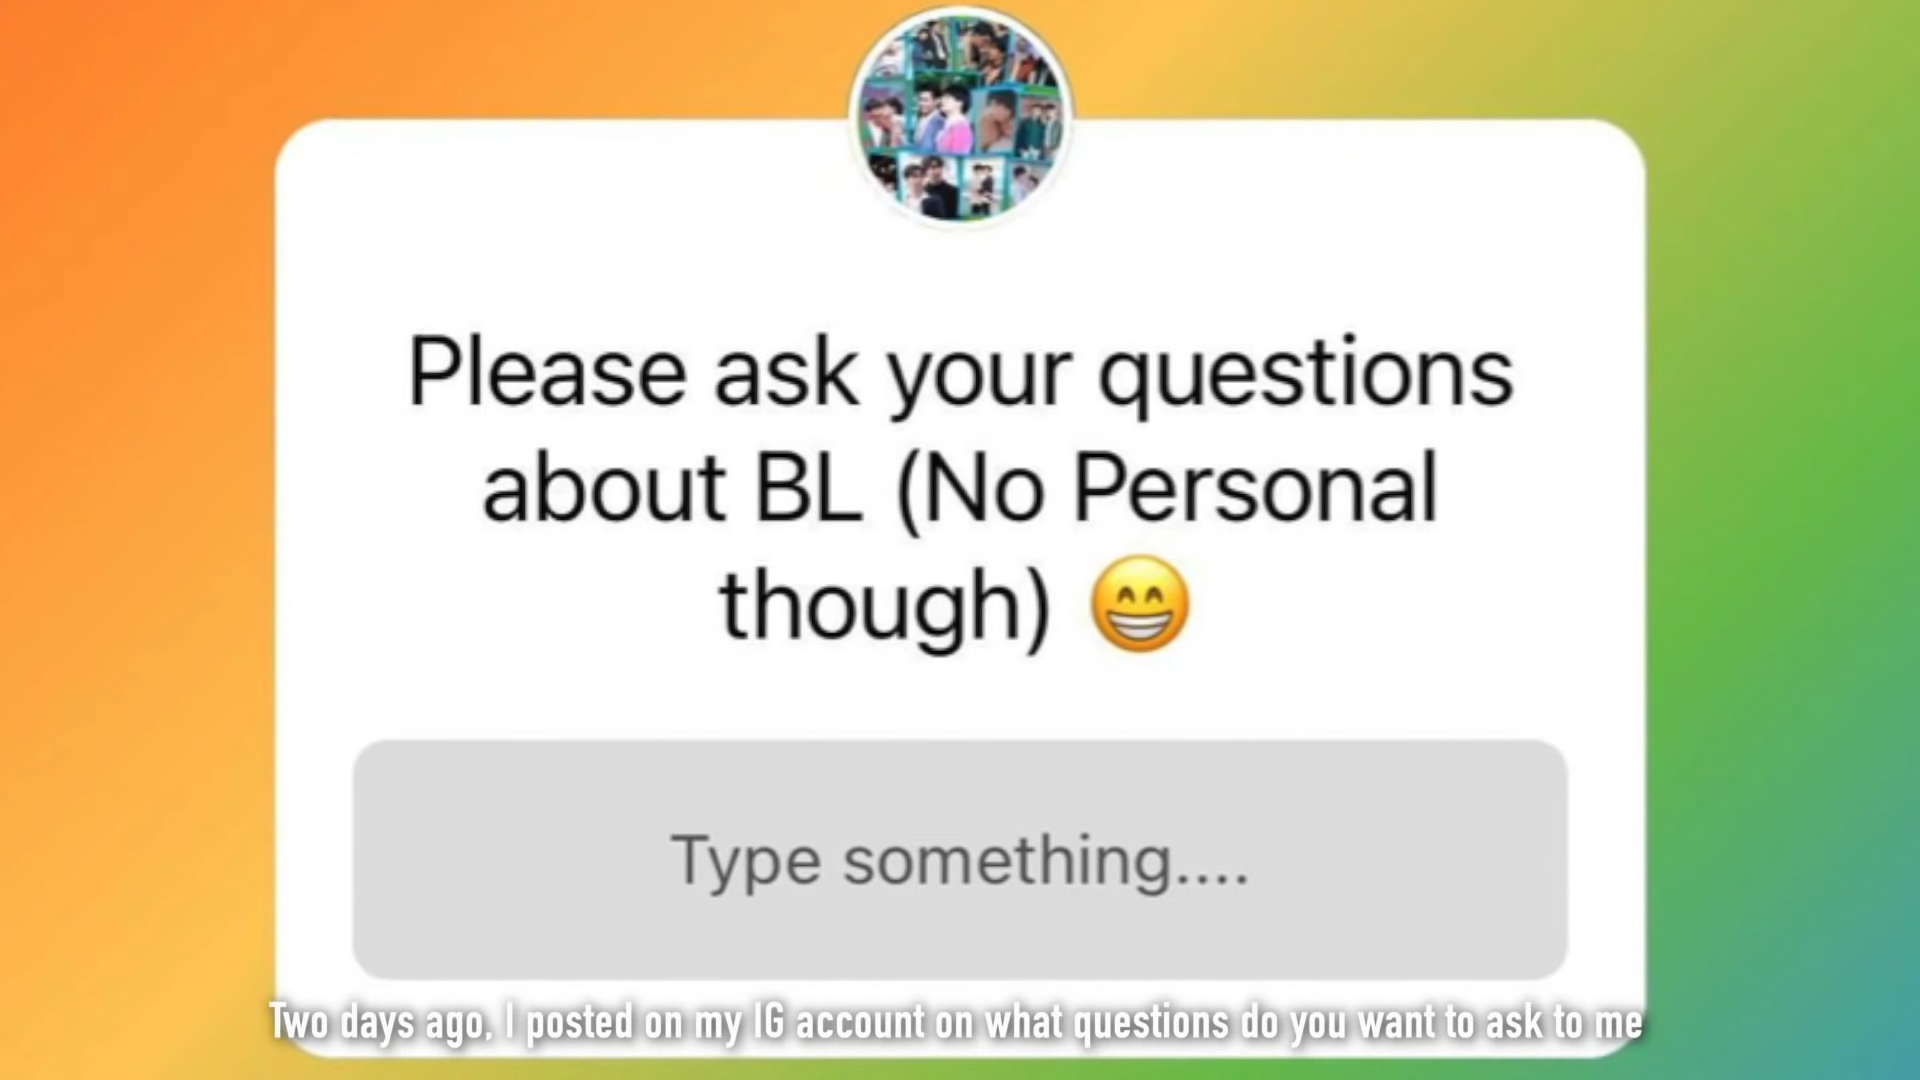 Please ask your questions
about BL (No Personal
though) 😁
Type something....
Two days ago, I posted on my IG account on what questions do you want to ask to me